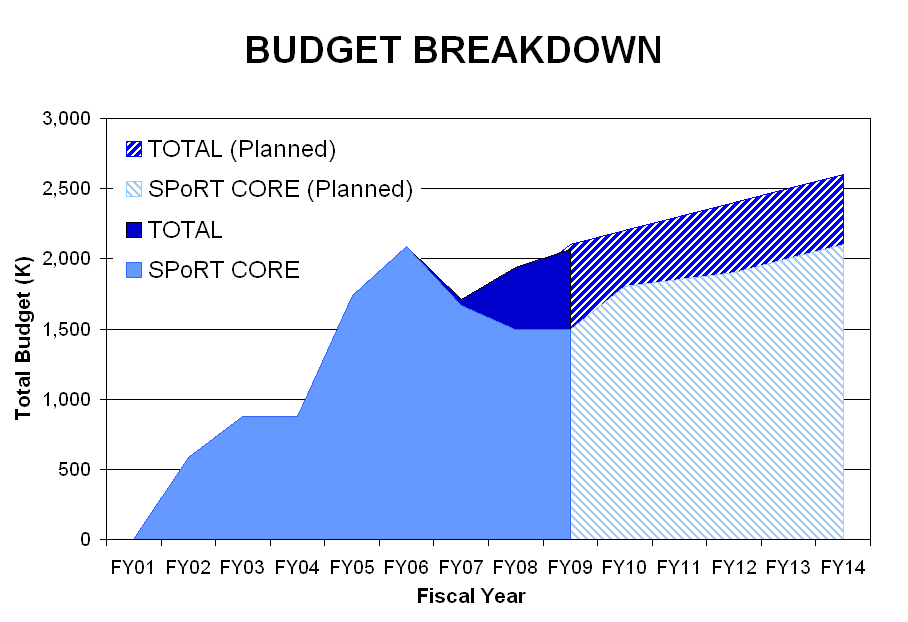 BUDGET BREAKDOWN
3,000
2,500
2,000
1,500
1,000
500
0
Total Budget (K)
TOTAL (Planned)
SPoRT CORE (Planned)
TOTAL
SPoRT CORE
FY01 FY02 FY03 FY04 FY05 FY06 FY07 FY08 FY09 FY10 FY11 FY12 FY13 FY14
Fiscal Year